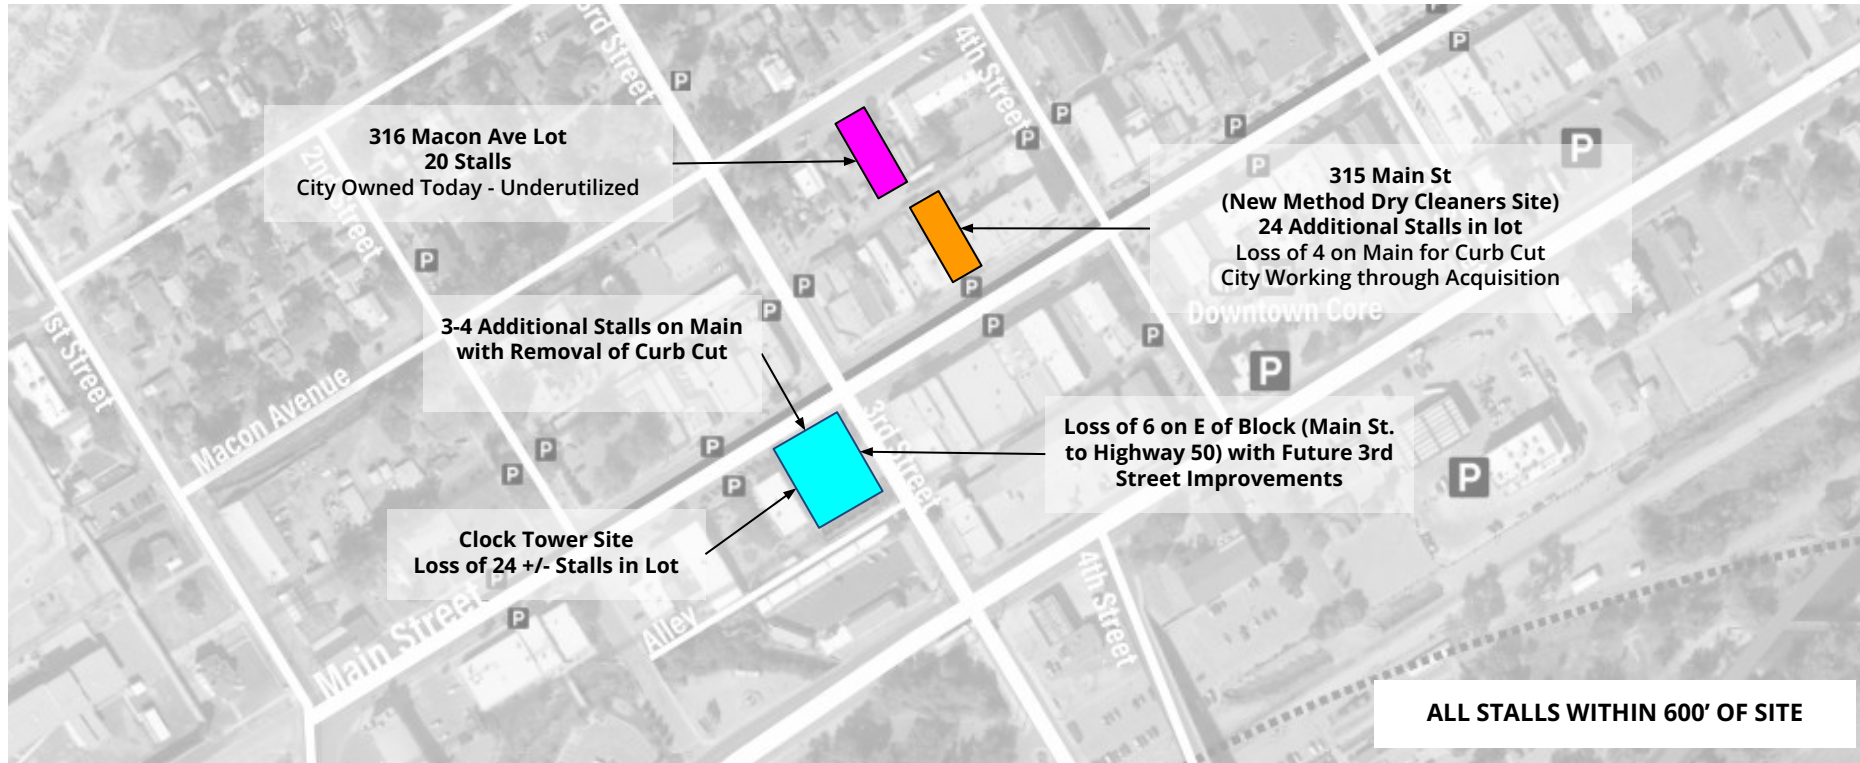 3rd Street
4th Street
P
P
P
P
P
P
P
P
316 Macon Ave Lot
20 Stalls
City Owned Today - Underutilized
2rd Street
315 Main St
(New Method Dry Cleaners Site)
24 Additional Stalls in lot
Loss of 4 on Main for Curb Cut
City Working through Acquisition
P
P
P
P
P
P
Downtown Core
1st Street
3-4 Additional Stalls on Main
with Removal of Curb Cut
P
Macon Avenue
3rd Street
Loss of 6 on E of Block (Main St.
to Highway 50) with Future 3rd
Street Improvements
P
P
P
P
P
Clock Tower Site
Loss of 24 +/- Stalls in Lot
P
P
Main Street
Alley
4th Street
ALL STALLS WITHIN 600’ OF SITE